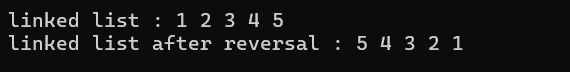 linked list : 1 2 3 4 5
linked list after reversal : 5 4 3 2 1